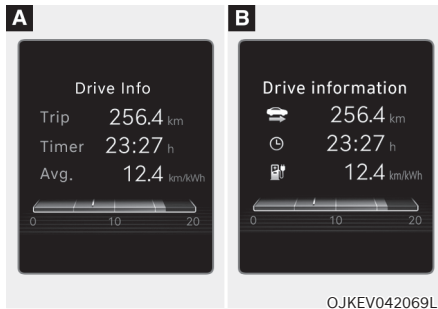 A
Drive Info
Trip 256.4 km
Timer 23:27 h
Avg. 12.4 km/kWh
0 10 20
B
Drive information
256.4 km
23:27 h
12.4 km/kWh
0 10 20
OJKEV042069L